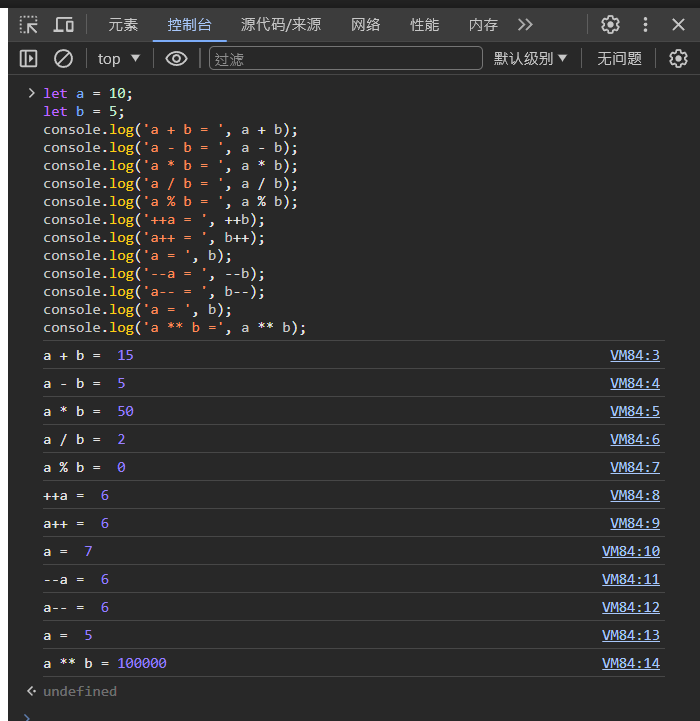 元素 控制台 源代码/来源 网络 性能 内存
top ▼ 过滤 默认级别 ▼ 无问题
let a = 10;
let b = 5;
console.log('a + b = ', a + b);
console.log('a - b = ', a - b);
console.log('a * b = ', a * b);
console.log('a / b = ', a / b);
console.log('a % b = ', a % b);
console.log('++a = ', ++b);
console.log('a++ = ', b++);
console.log('a = ', b);
console.log('--a = ', --b);
console.log('a-- = ', b--);
console.log('a = ', b);
console.log('a ** b =', a ** b);
a + b =  15 VM84:3
a - b =  5 VM84:4
a * b =  50 VM84:5
a / b =  2 VM84:6
a % b =  0 VM84:7
++a =  6 VM84:8
a++ =  6 VM84:9
a =  7 VM84:10
--a =  6 VM84:11
a-- =  6 VM84:12
a =  5 VM84:13
a ** b = 100000 VM84:14
undefined